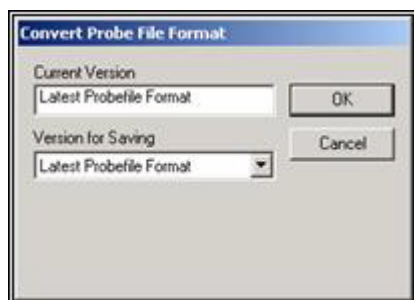 Convert Probe File Format
Current Version
Latest Probefile Format
OK
Version for Saving
Cancel
Latest Probefile Format